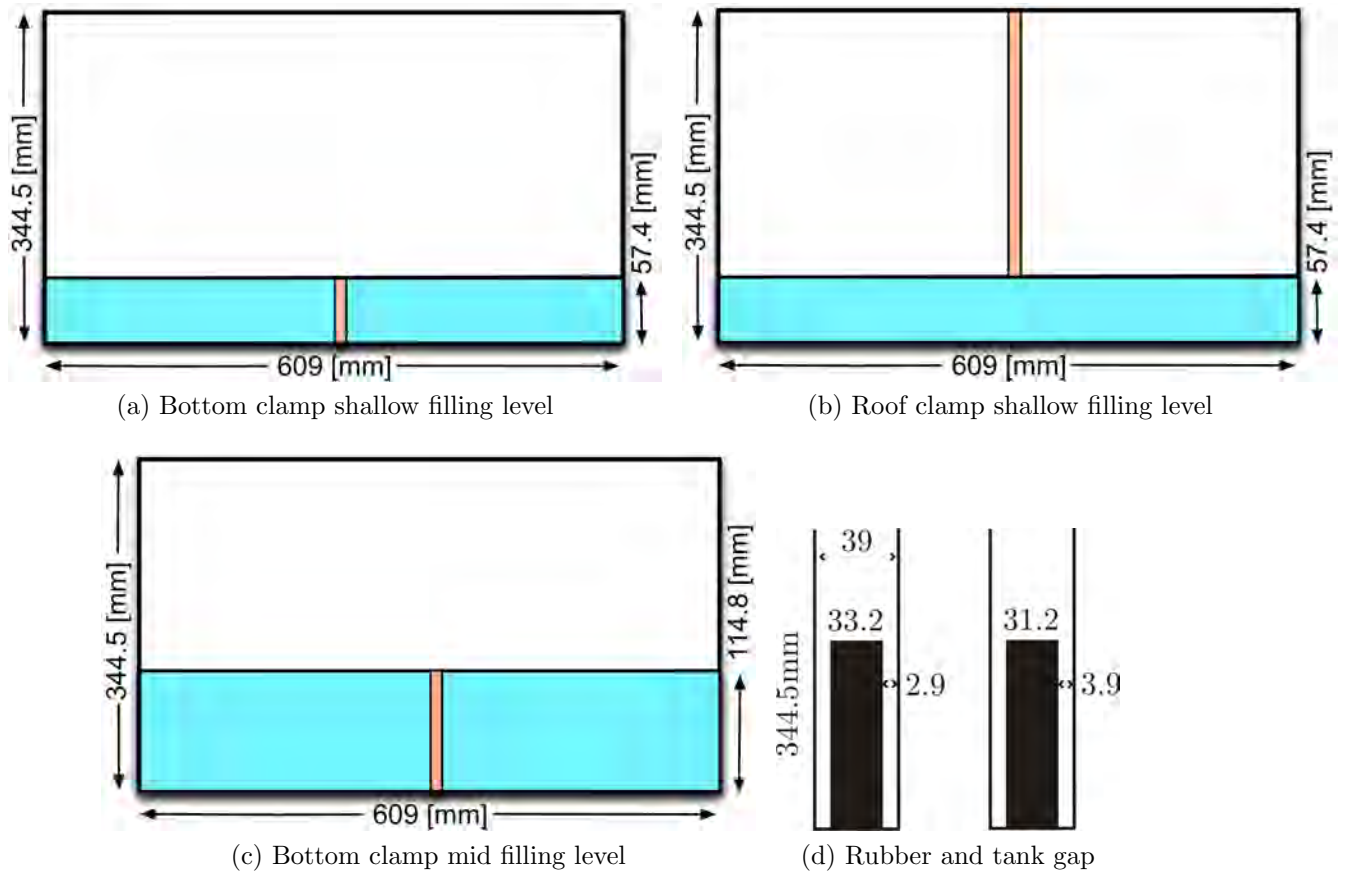 344.5 [mm]
57.4 [mm]
609 [mm]
(a) Bottom clamp shallow filling level
344.5 [mm]
57.4 [mm]
609 [mm]
(b) Roof clamp shallow filling level
344.5 [mm]
114.8 [mm]
609 [mm]
(c) Bottom clamp mid filling level
39
33.2
2.9
344.5mm
31.2
3.9
(d) Rubber and tank gap